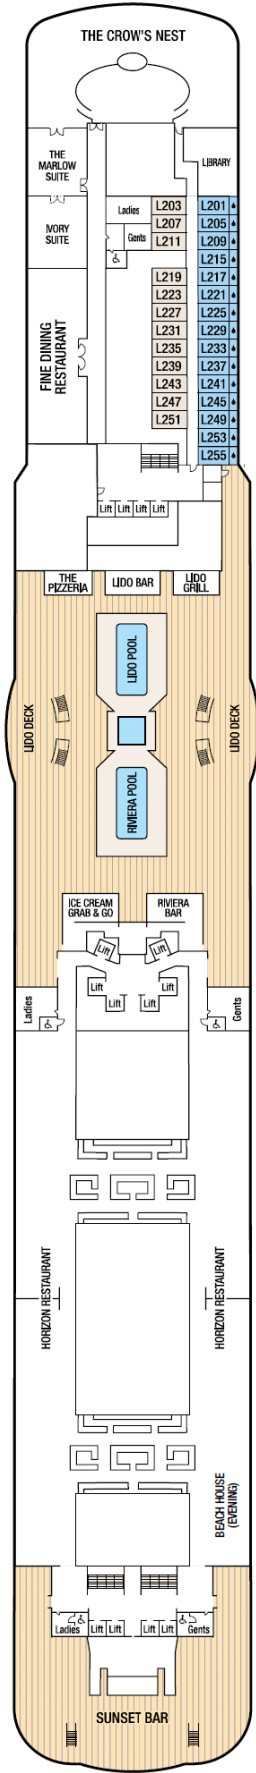 THE CROW'S NEST
THE
MARLOW
SUITE
LIBRARY
IVORY
SUITE
Ladies
Gents
L203
L207
L211
L219
L223
L227
L231
L235
L239
L243
L247
L251
L201
L205
L209
L215
L217
L221
L225
L229
L233
L237
L241
L245
L249
L253
L255
FINE DINING
RESTAURANT
Lift
Lift
Lift
Lift
THE
PIZZERIA
LIDO BAR
LIDO
GRILL
LIDO POOL
LIDO DECK
LIDO DECK
RIVIERA POOL
ICE CREAM
GRAB & GO
RIVIERA
BAR
Lift
Lift
Lift
Lift
Lift
Lift
Ladies
Gents
HORIZON RESTAURANT
HORIZON RESTAURANT
BEACH HOUSE
(EVENING)
Ladies
Lift
Lift
Lift
Lift
Gents
SUNSET BAR